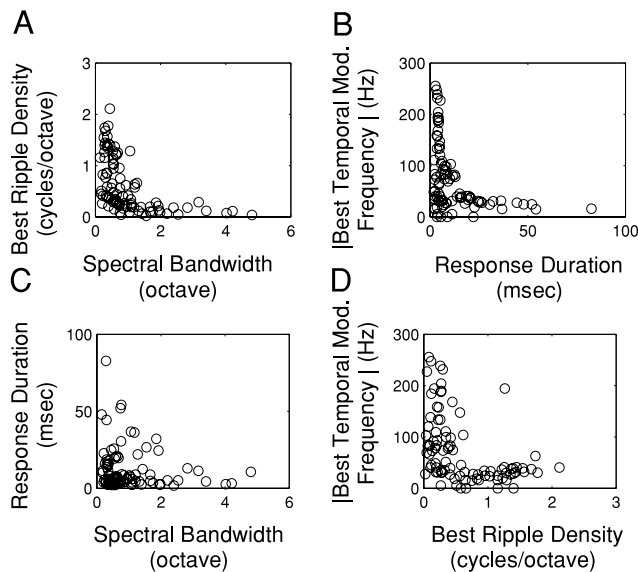 A
Best Ripple Density
(cycles/octave)
3
2
1
0
0 2 4 6
Spectral Bandwidth
(octave)
B
|Best Temporal Mod.
Frequency | (Hz)
300
200
100
0
0 50 100
Response Duration
(msec)
C
Response Duration
(msec)
100
50
0
0 2 4 6
Spectral Bandwidth
(octave)
D
|Best Temporal Mod.
Frequency | (Hz)
300
200
100
0
0 1 2 3
Best Ripple Density
(cycles/octave)